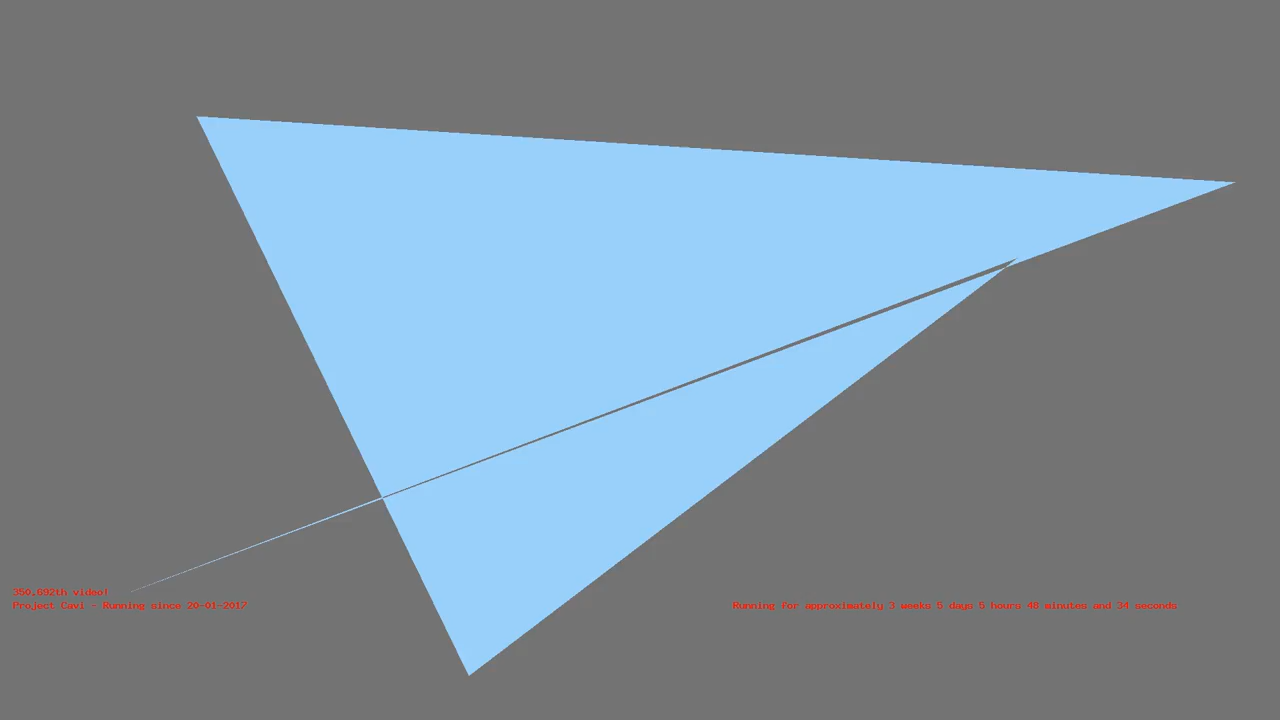 350,692th video!
Project Cavi - Running since 20-01-2017
Running for approximately 3 weeks 5 days 5 hours 48 minutes and 34 seconds